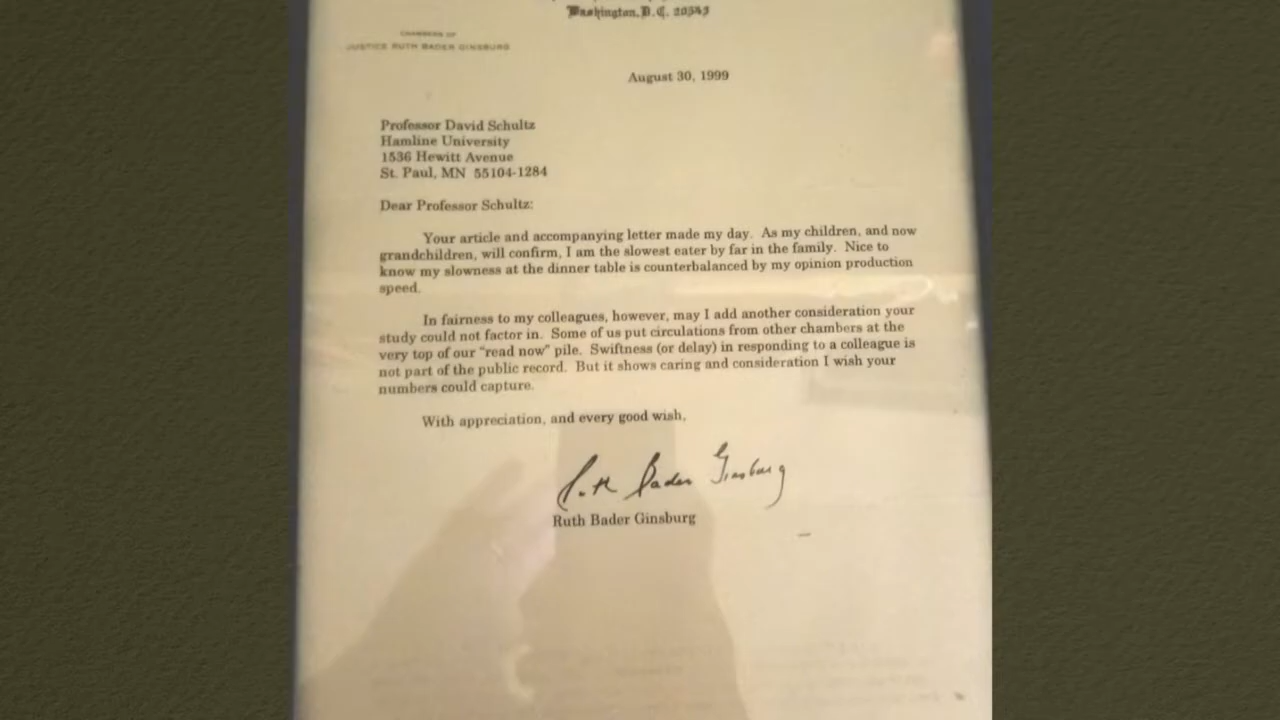 Washington, D.C. 20543
CHAMBERS OF
JUSTICE RUTH BADER GINSBURG
August 30, 1999
Professor David Schultz
Hamline University
1536 Hewitt Avenue
St. Paul, MN 55104-1284
Dear Professor Schultz:
Your article and accompanying letter made my day. As my children, and now
grandchildren, will confirm, I am the slowest eater by far in the family. Nice to
know my slowness at the dinner table is counterbalanced by my opinion production
speed.
In fairness to my colleagues, however, may I add another consideration your
study could not factor in. Some of us put circulations from other chambers at the
very top of our "read now" pile. Swiftness (or delay) in responding to a colleague is
not part of the public record. But it shows caring and consideration I wish your
numbers could capture.
With appreciation, and every good wish,
Ruth Bader Ginsburg
Ruth Bader Ginsburg